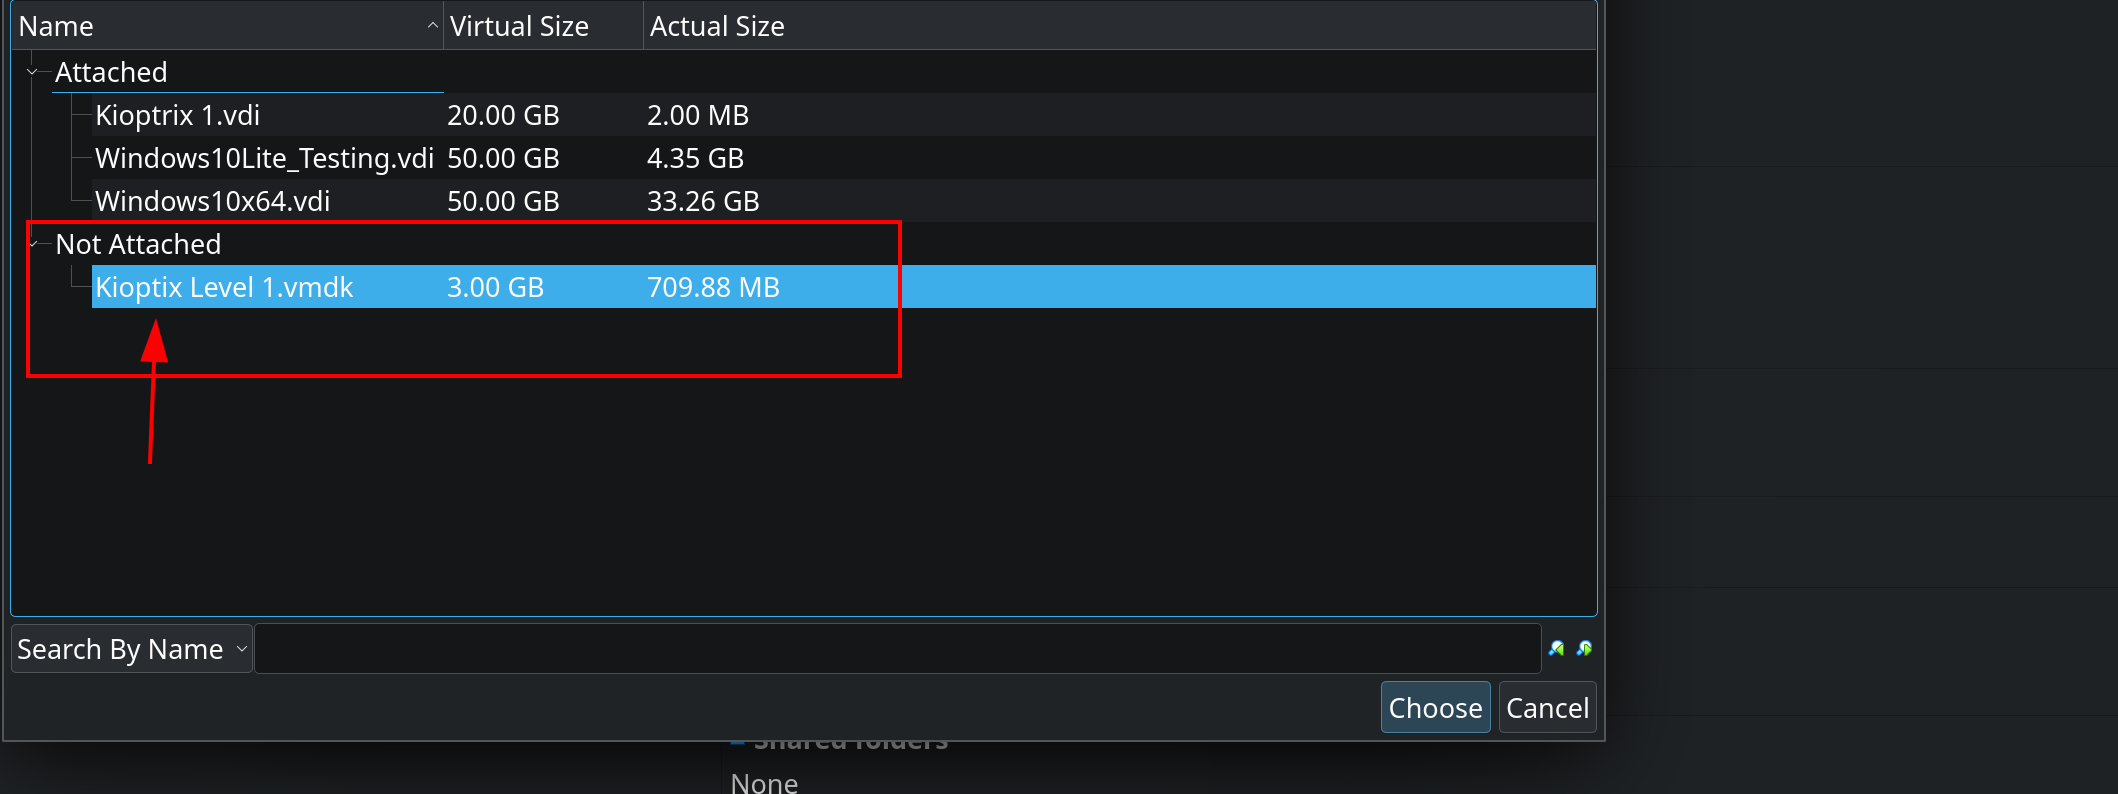 Name Virtual Size Actual Size
Attached
Kioptrix 1.vdi 20.00 GB 2.00 MB
Windows10Lite_Testing.vdi 50.00 GB 4.35 GB
Windows10x64.vdi 50.00 GB 33.26 GB
Not Attached
Kioptix Level 1.vmdk 3.00 GB 709.88 MB
Search By Name
Choose Cancel
Shared folders
None